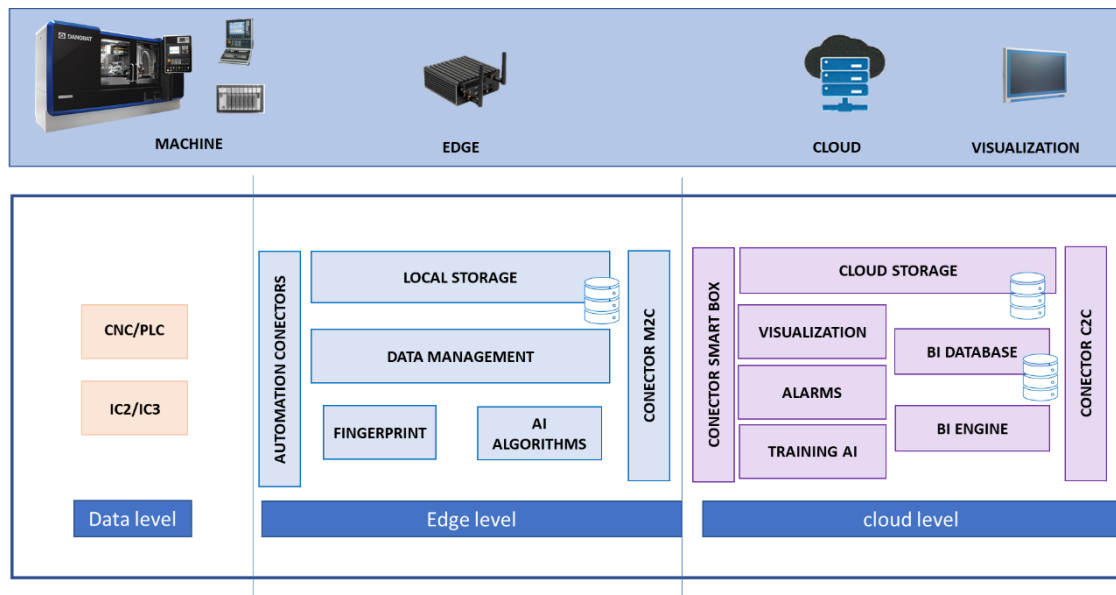 DANOBAT
MACHINE
EDGE
CLOUD
VISUALIZATION
CNC/PLC
IC2/IC3
Data level
AUTOMATION CONECTORS
LOCAL STORAGE
DATA MANAGEMENT
FINGERPRINT
AI
ALGORITHMS
CONECTOR M2C
Edge level
CONECTOR SMART BOX
CLOUD STORAGE
VISUALIZATION
ALARMS
TRAINING AI
BI DATABASE
BI ENGINE
CONECTOR C2C
cloud level